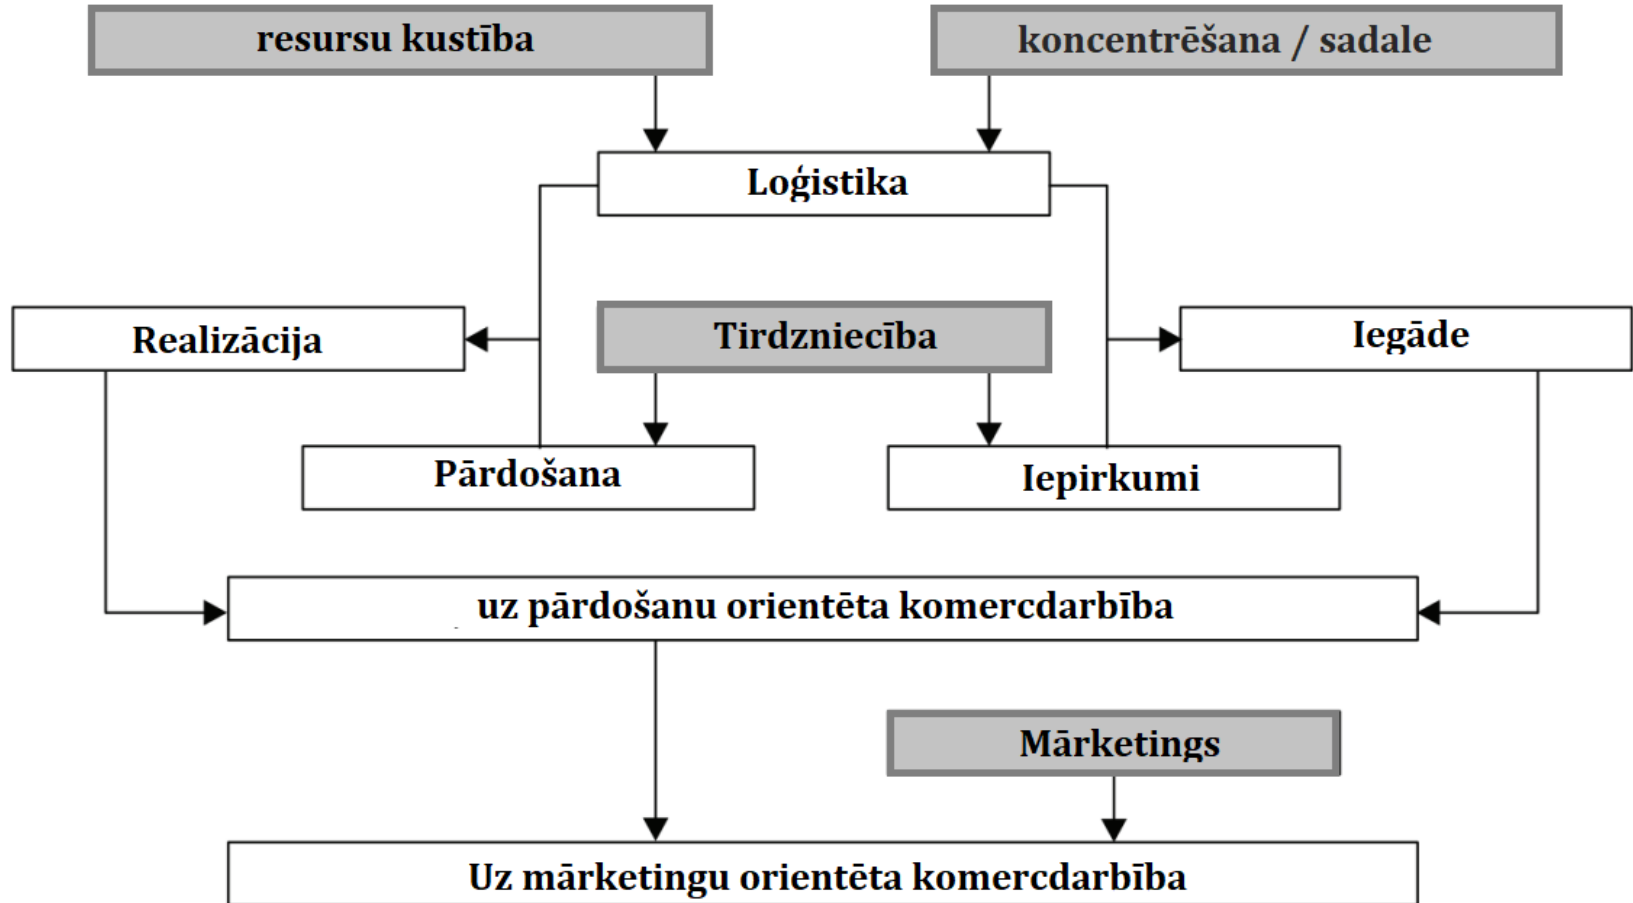 resursu kustība
koncentrēšana / sadale
Loģistika
Realizācija
Tirdzniecība
Iegāde
Pārdošana
Iepirkumi
uz pārdošanu orientēta komercdarbība
Mārketings
Uz mārketingu orientēta komercdarbība